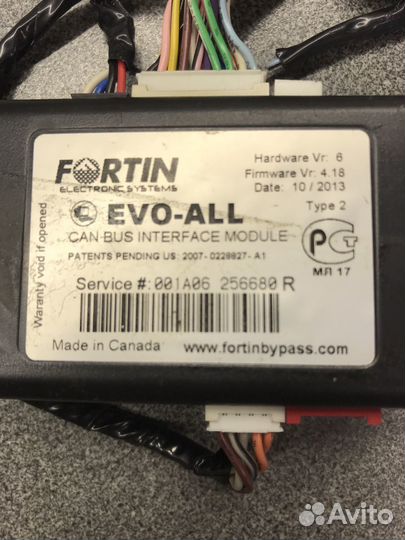 FORTIN
ELECTRONIC SYSTEMS
Hardware Vr: 6
Firmware Vr: 4.18
Date: 10 / 2013
Type 2
EVO-ALL
CAN-BUS INTERFACE MODULE
PATENTS PENDING US: 2007-0228827-A1
МЛ 17
Service #: 001A06 256680 R
Made in Canada
www.fortinbypass.com
Warranty void if opened
Avito